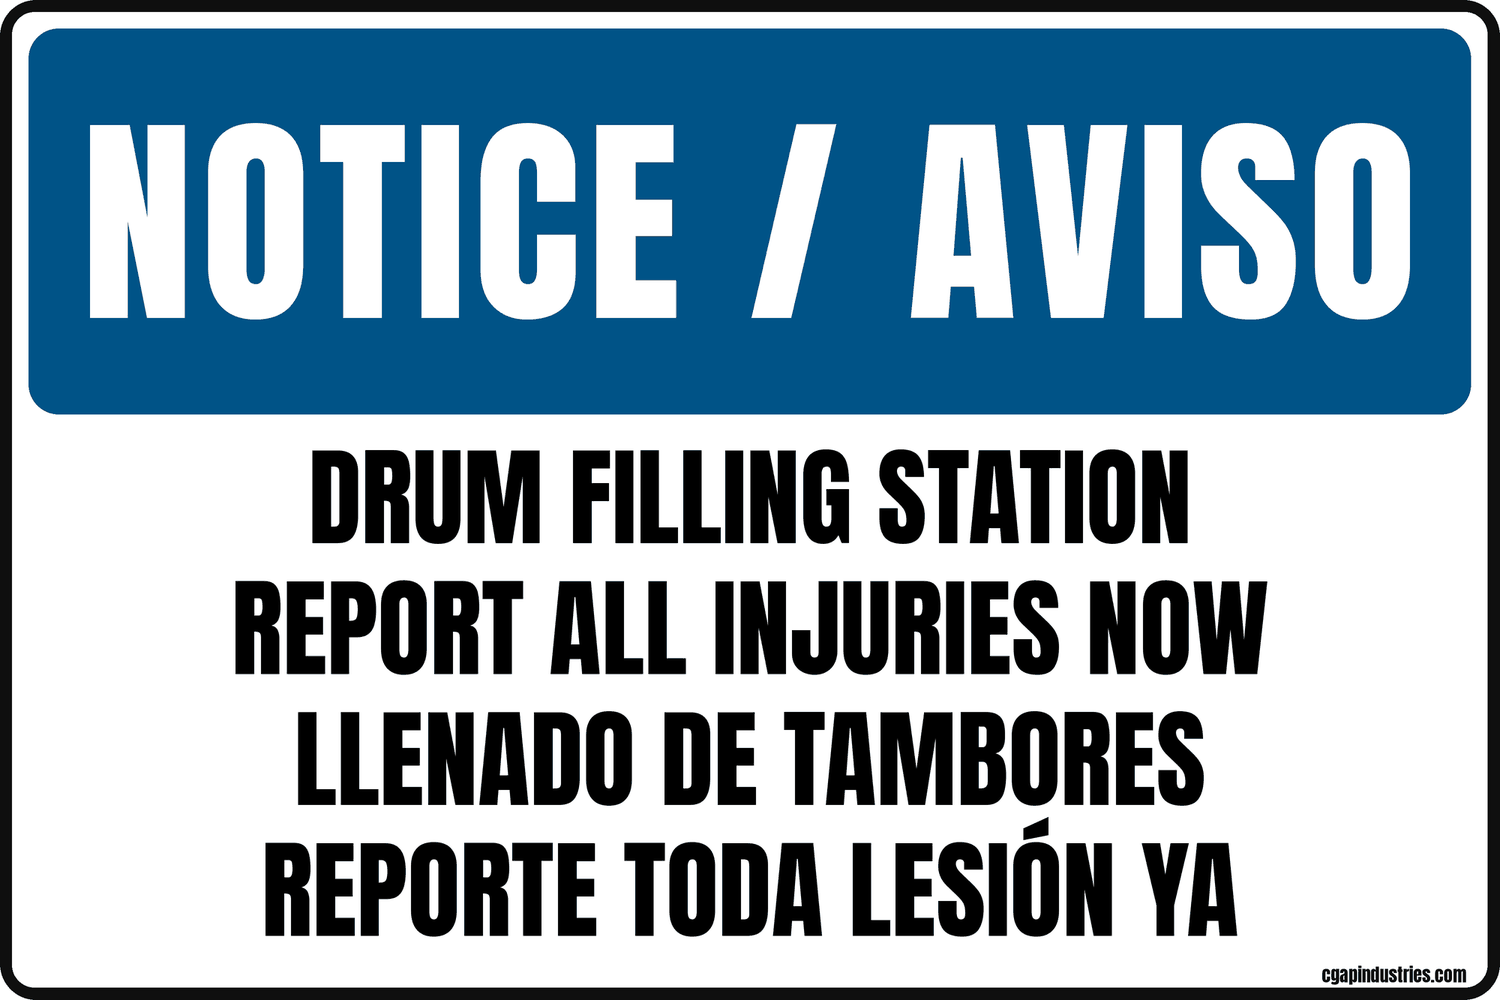 NOTICE / AVISO
DRUM FILLING STATION
REPORT ALL INJURIES NOW
LLENADO DE TAMBORES
REPORTE TODA LESIÓN YA
cgapindustries.com